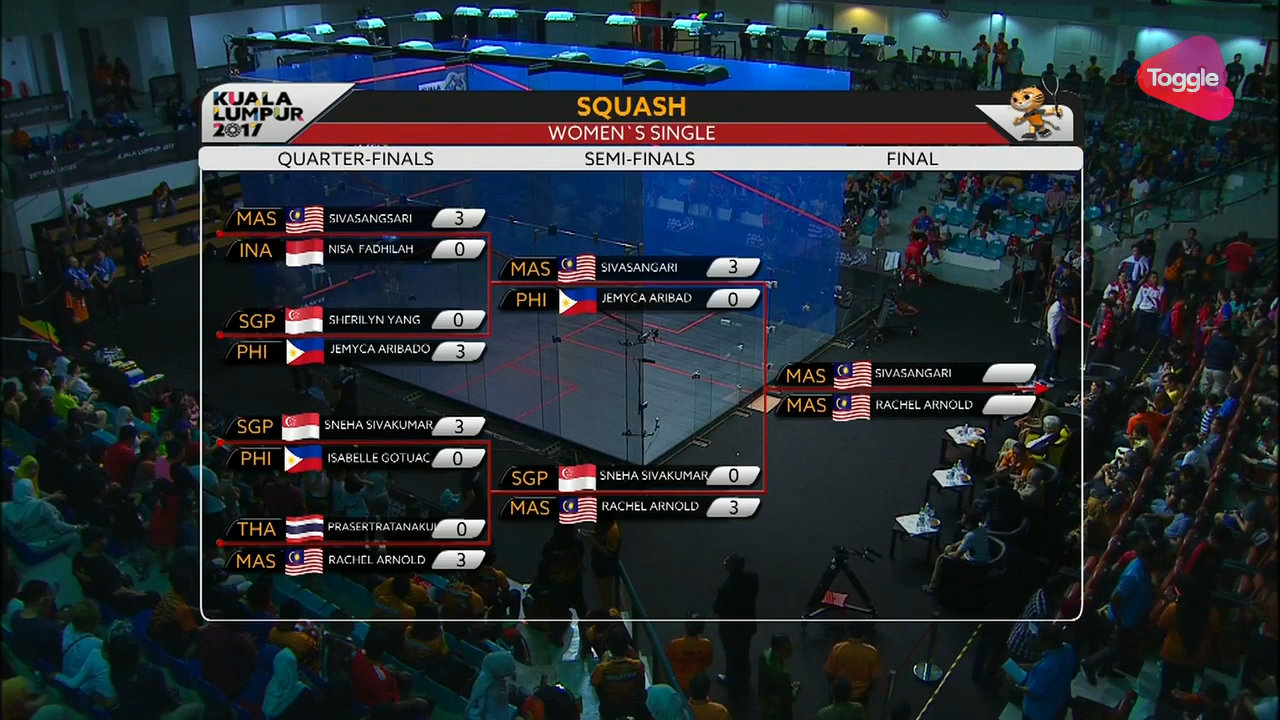 Toggle
KUALA
LUMPUR
2017
SQUASH
WOMEN`S SINGLE
QUARTER-FINALS
SEMI-FINALS
FINAL
MAS SIVASANGSARI 3
INA NISA FADHILAH 0
SGP SHERILYN YANG 0
PHI JEMYCA ARIBADO 3
SGP SNEHA SIVAKUMAR 3
PHI ISABELLE GOTUAC 0
THA PRASERTRATANAKUL 0
MAS RACHEL ARNOLD 3
MAS SIVASANGARI 3
PHI JEMYCA ARIBAD 0
SGP SNEHA SIVAKUMAR 0
MAS RACHEL ARNOLD 3
MAS SIVASANGARI
MAS RACHEL ARNOLD